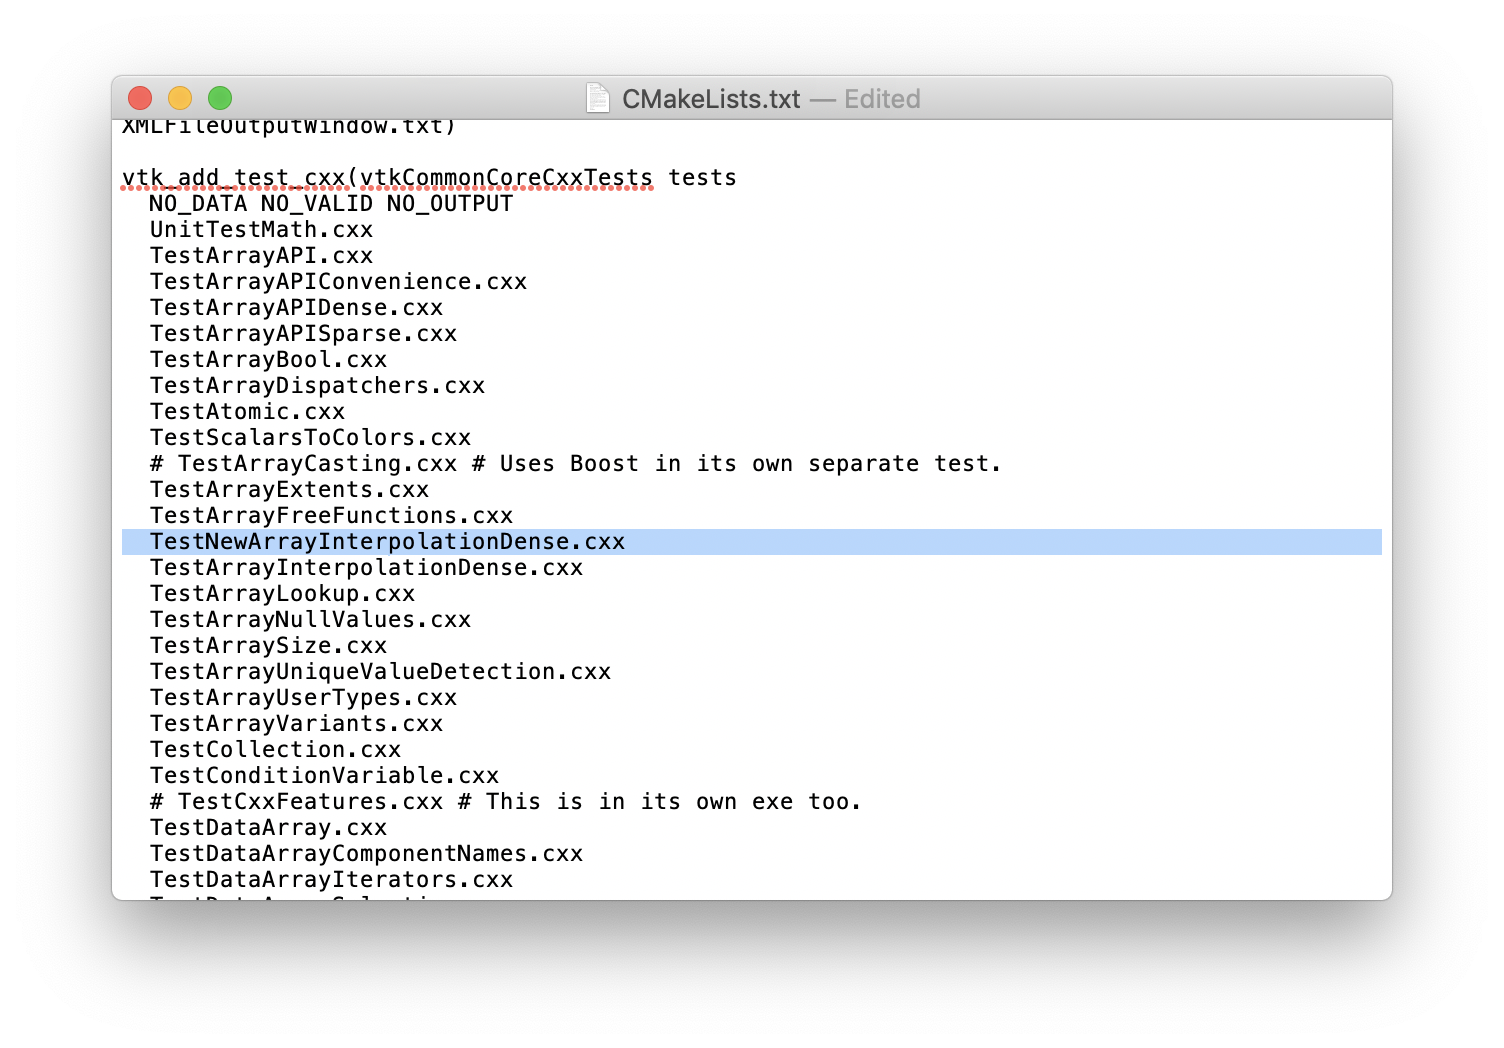 CMakeLists.txt — Edited
XMLFileOutputWindow.txt)
vtk_add_test_cxx(vtkCommonCoreCxxTests tests
NO_DATA NO_VALID NO_OUTPUT
UnitTestMath.cxx
TestArrayAPI.cxx
TestArrayAPIConvenience.cxx
TestArrayAPIDense.cxx
TestArrayAPISparse.cxx
TestArrayBool.cxx
TestArrayDispatchers.cxx
TestAtomic.cxx
TestScalarsToColors.cxx
# TestArrayCasting.cxx # Uses Boost in its own separate test.
TestArrayExtents.cxx
TestArrayFreeFunctions.cxx
TestNewArrayInterpolationDense.cxx
TestArrayInterpolationDense.cxx
TestArrayLookup.cxx
TestArrayNullValues.cxx
TestArraySize.cxx
TestArrayUniqueValueDetection.cxx
TestArrayUserTypes.cxx
TestArrayVariants.cxx
TestCollection.cxx
TestConditionVariable.cxx
# TestCxxFeatures.cxx # This is in its own exe too.
TestDataArray.cxx
TestDataArrayComponentNames.cxx
TestDataArrayIterators.cxx